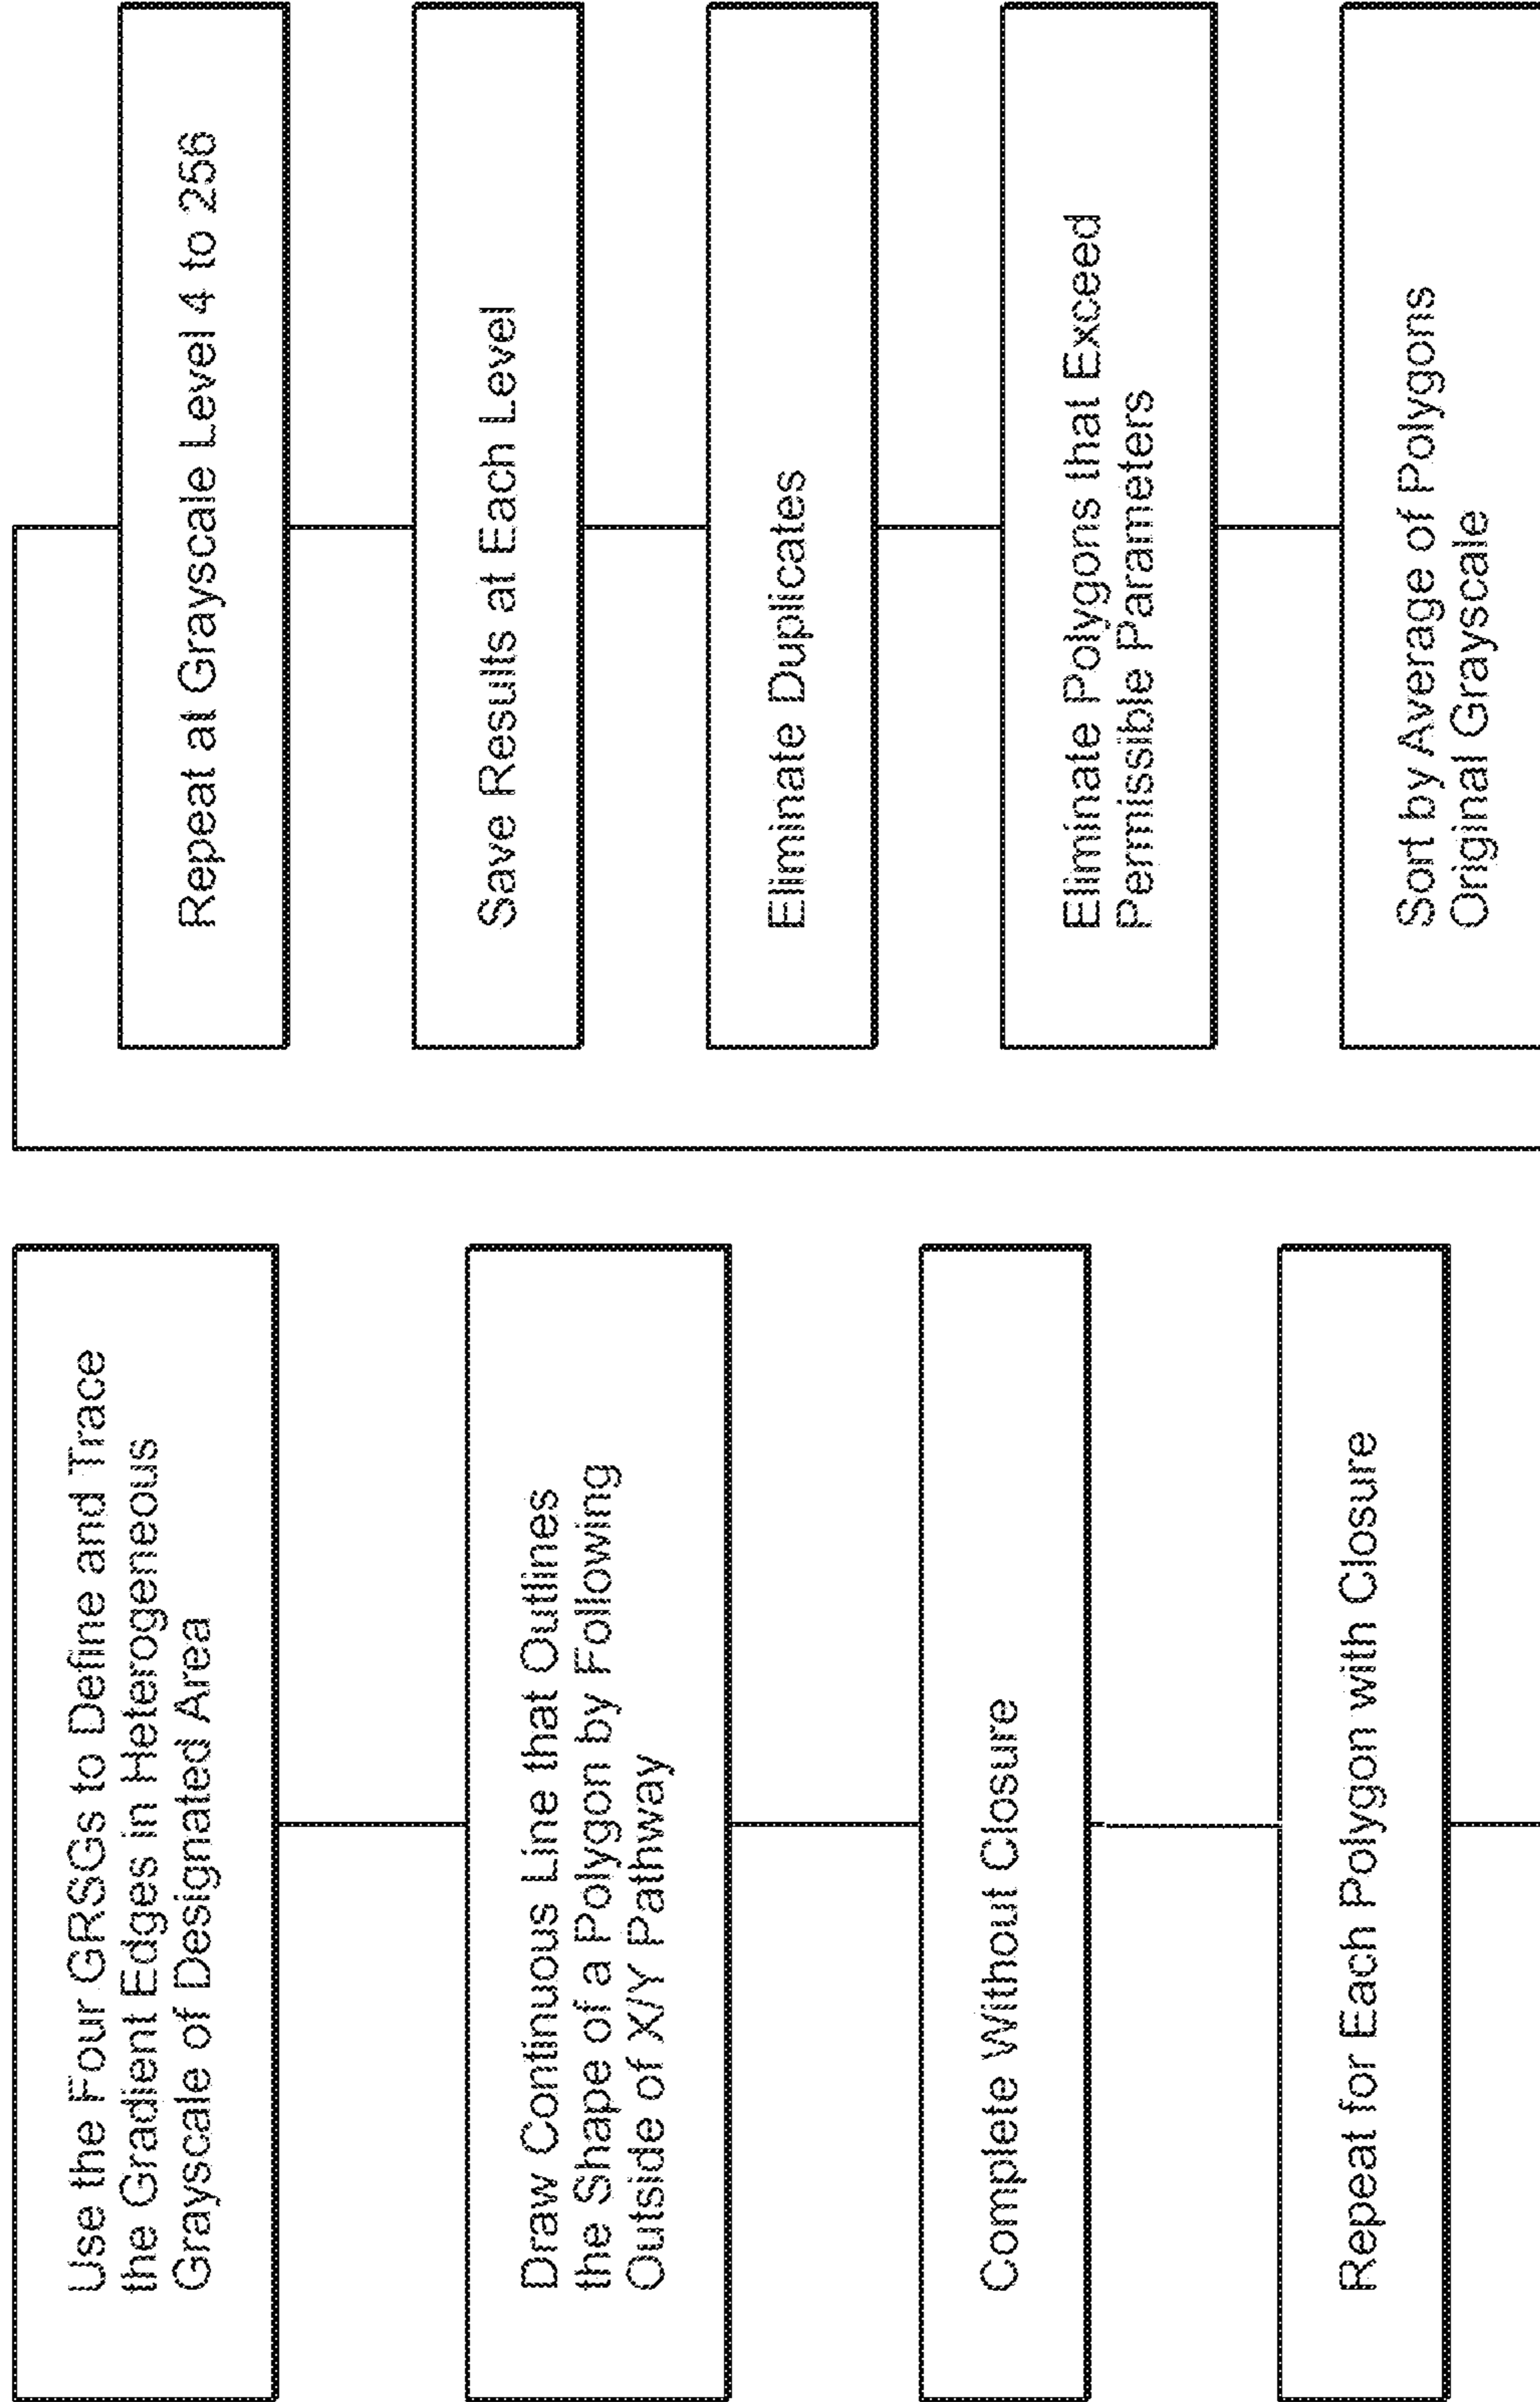 Use the Four GRSGs to Define and Trace
the Gradient Edges in Heterogeneous
Grayscale of Designated Area
Draw Continuous Line that Outlines
the Shape of a Polygon by Following
Outside of X/Y Pathway
Complete Without Closure
Repeat for Each Polygon with Closure
Repeat at Grayscale Level 4 to 256
Save Results at Each Level
Eliminate Duplicates
Eliminate Polygons that Exceed
Permissible Parameters
Sort by Average of Polygons
Original Grayscale